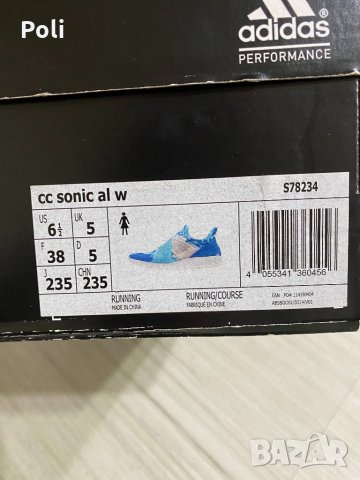 Poli
adidas
PERFORMANCE
cc sonic al w
S78234
US UK
6½ 5
F D
38 5
J CHN
235 235
RUNNING
MADE IN CHINA
RUNNING/COURSE
FABRIQUÉ EN CHINE
4 055341 360456
BAZAR